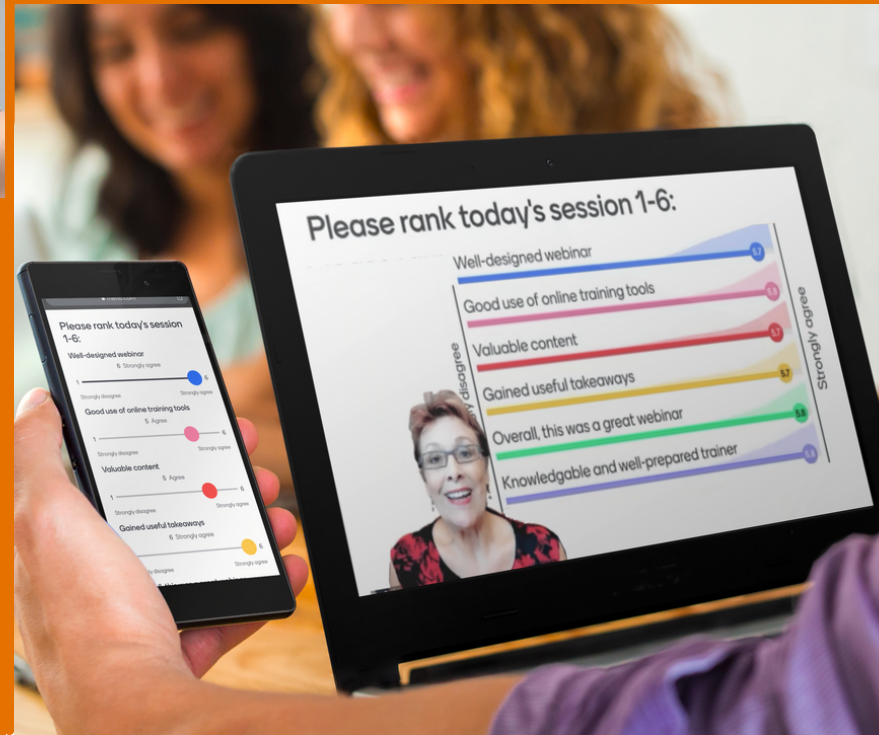 Please rank today's session 1-6:
Well-designed webinar
5.7
Good use of online training tools
5.8
Valuable content
5.7
Gained useful takeaways
5.7
Overall, this was a great webinar
5.8
Knowledgable and well-prepared trainer
5.8
disagree
Strongly agree
Please rank today's session
1-6:
Well-designed webinar
6 Strongly agree
1 6
Strongly disagree Strongly agree
Good use of online training tools
5 Agree
1 6
Strongly disagree Strongly agree
Valuable content
5 Agree
1 6
Strongly disagree Strongly agree
Gained useful takeaways
6 Strongly agree
6
disagree Strongly agree